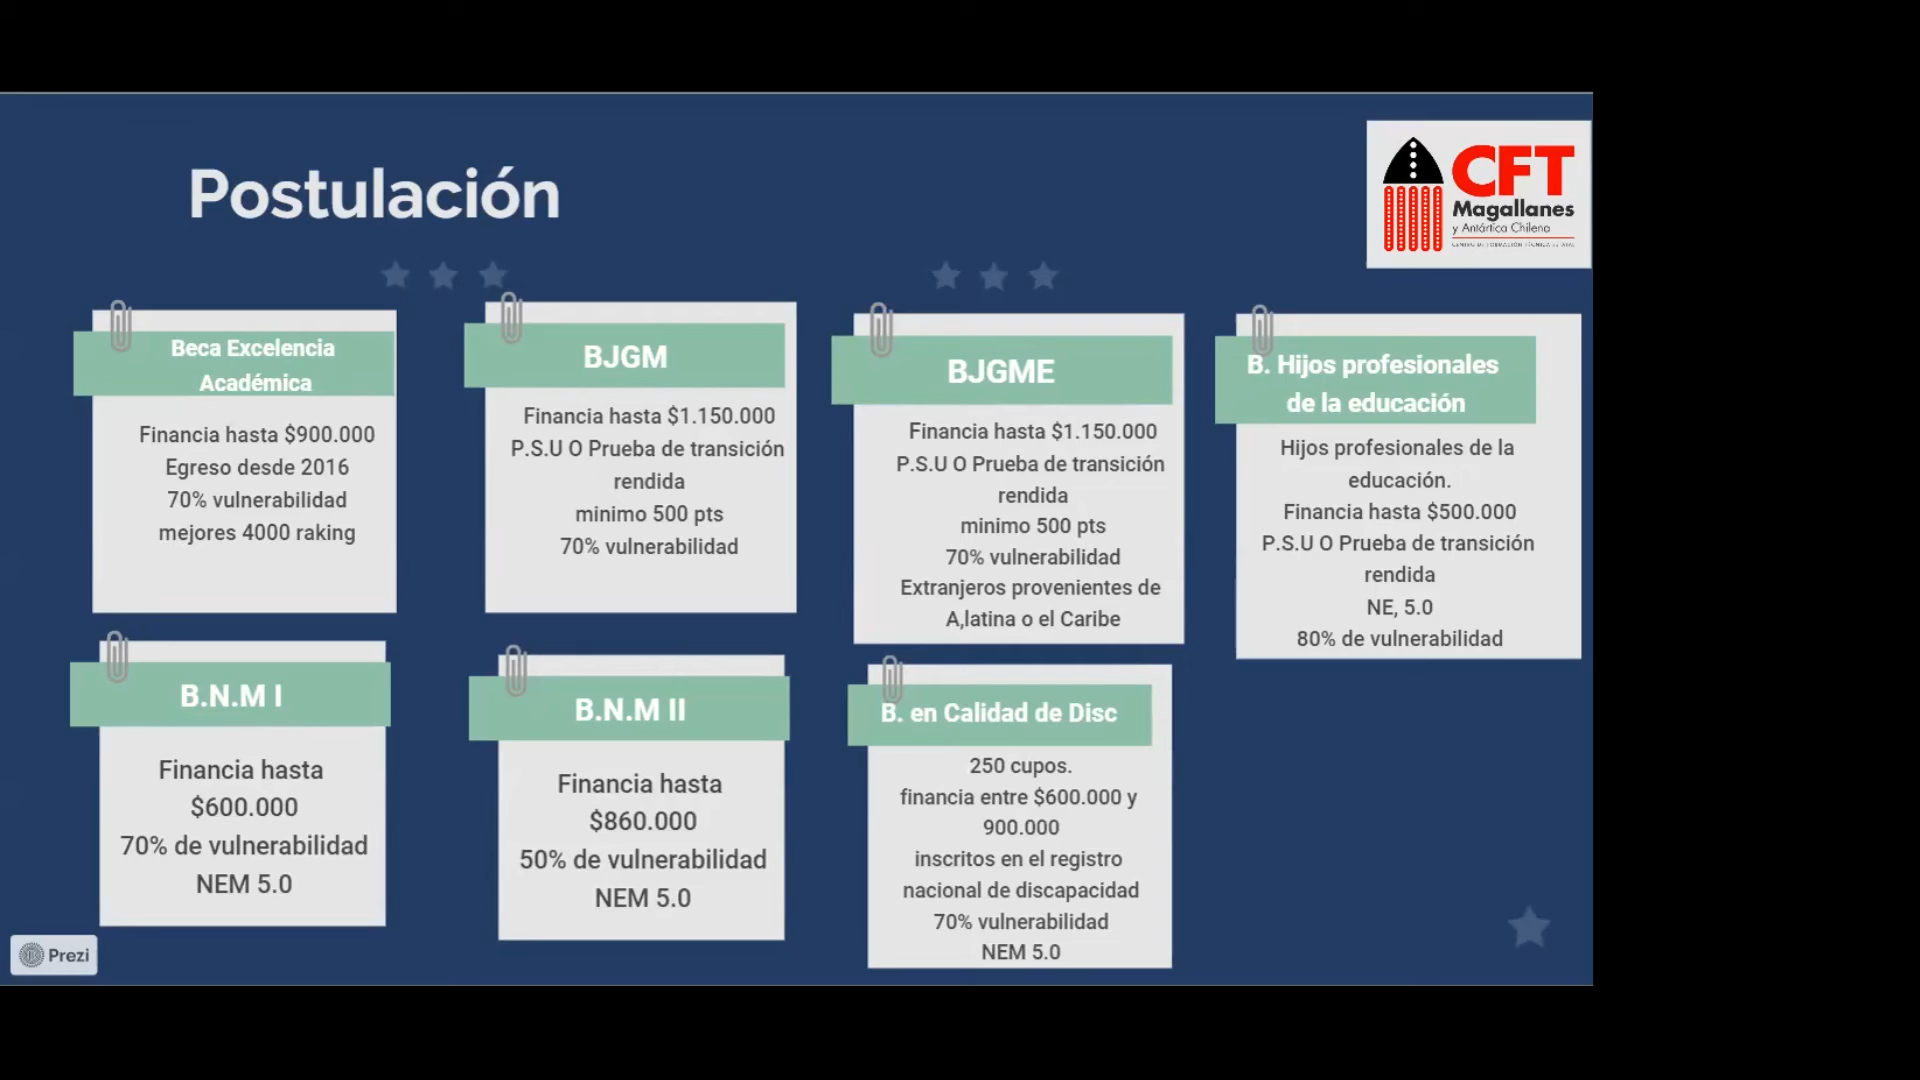 Postulación
CFT
Magallanes
y Antártica Chilena
Beca Excelencia
Académica
Financia hasta $900.000
Egreso desde 2016
70% vulnerabilidad
mejores 4000 raking
BJGM
Financia hasta $1.150.000
P.S.U O Prueba de transición
rendida
minimo 500 pts
70% vulnerabilidad
BJGME
Financia hasta $1.150.000
P.S.U O Prueba de transición
rendida
minimo 500 pts
70% vulnerabilidad
Extranjeros provenientes de
A,latina o el Caribe
B. Hijos profesionales
de la educación
Hijos profesionales de la
educación.
Financia hasta $500.000
P.S.U O Prueba de transición
rendida
NE, 5.0
80% de vulnerabilidad
B.N.M I
Financia hasta
$600.000
70% de vulnerabilidad
NEM 5.0
B.N.M II
Financia hasta
$860.000
50% de vulnerabilidad
NEM 5.0
B. en Calidad de Disc
250 cupos.
financia entre $600.000 y
900.000
inscritos en el registro
nacional de discapacidad
70% vulnerabilidad
NEM 5.0
Prezi